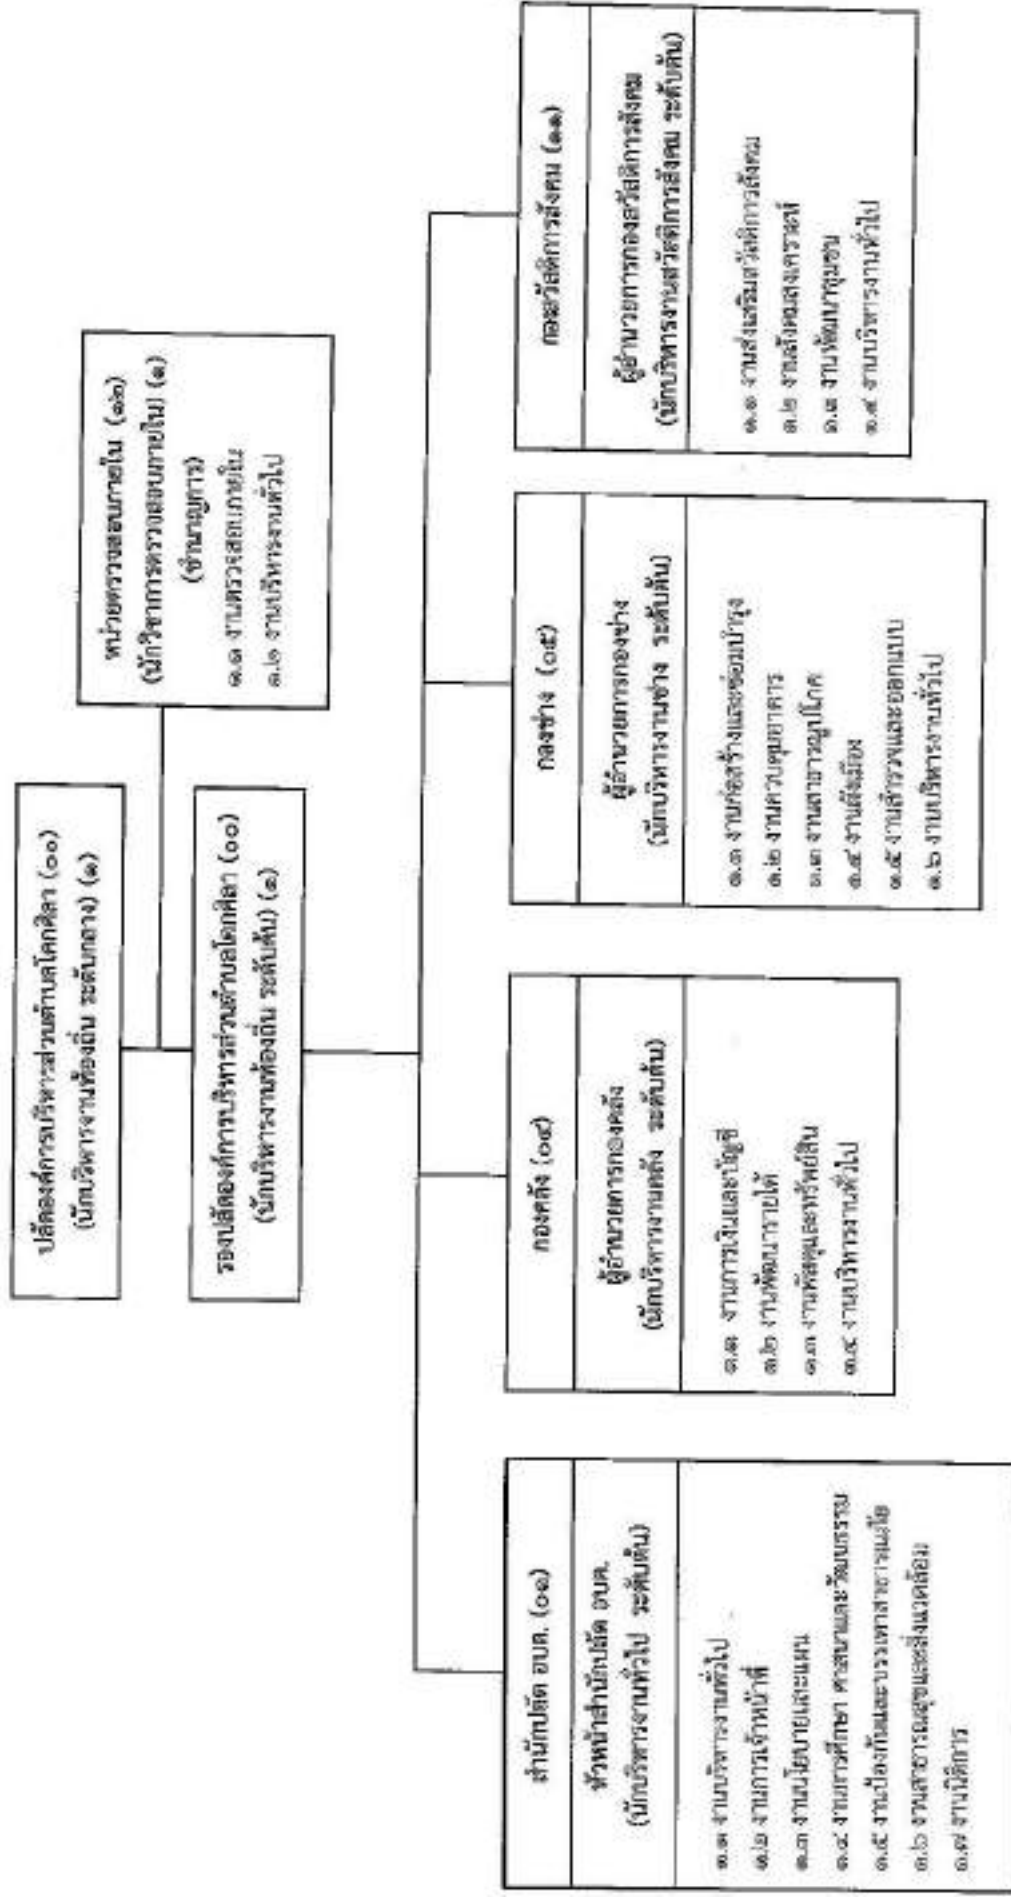 ปลัดองค์การบริหารส่วนตำบลโคกศิลา (๐๐)
(นักบริหารงานท้องถิ่น ระดับกลาง) (๑)
หน่วยตรวจสอบภายใน (๑๒)
(นักวิชาการตรวจสอบภายใน) (๑)
(ชำนาญการ)
๑.๑ งานตรวจสอบภายใน
๑.๒ งานบริหารงานทั่วไป
รองปลัดองค์การบริหารส่วนตำบลโคกศิลา (๐๐)
(นักบริหารงานท้องถิ่น ระดับต้น) (๑)
สำนักปลัด อบต. (๐๑)
หัวหน้าสำนักปลัด อบต.
(นักบริหารงานทั่วไป ระดับต้น)
๑.๑ งานบริหารงานทั่วไป
๑.๒ งานการเจ้าหน้าที่
๑.๓ งานนโยบายและแผน
๑.๔ งานการศึกษา ศาสนาและวัฒนธรรม
๑.๕ งานป้องกันและบรรเทาสาธารณภัย
๑.๖ งานสาธารณสุขและสิ่งแวดล้อม
๑.๗ งานนิติการ
กองคลัง (๐๔)
ผู้อำนวยการกองคลัง
(นักบริหารงานคลัง ระดับต้น)
๑.๑ งานการเงินและบัญชี
๑.๒ งานพัฒนารายได้
๑.๓ งานพัสดุและทรัพย์สิน
๑.๔ งานบริหารงานทั่วไป
กองช่าง (๐๕)
ผู้อำนวยการกองช่าง
(นักบริหารงานช่าง ระดับต้น)
๑.๑ งานก่อสร้างและซ่อมบำรุง
๑.๒ งานควบคุมอาคาร
๑.๓ งานสาธารณูปโภค
๑.๔ งานผังเมือง
๑.๕ งานสำรวจและออกแบบ
๑.๖ งานบริหารงานทั่วไป
กองสวัสดิการสังคม (๑๑)
ผู้อำนวยการกองสวัสดิการสังคม
(นักบริหารงานสวัสดิการสังคม ระดับต้น)
๑.๑ งานส่งเสริมสวัสดิการสังคม
๑.๒ งานสังคมสงเคราะห์
๑.๓ งานพัฒนาชุมชน
๑.๔ งานบริหารงานทั่วไป